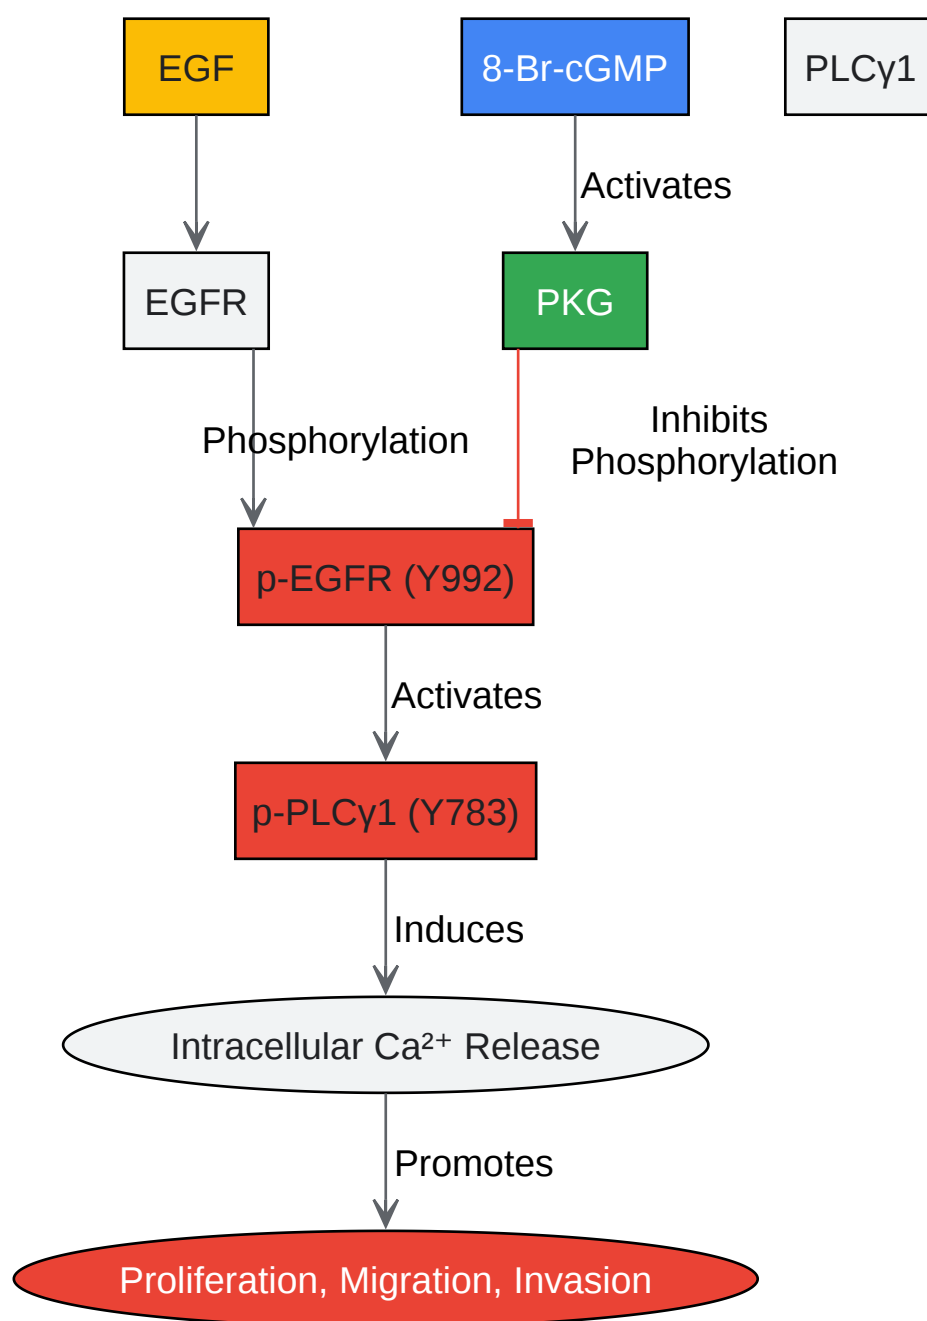 EGF
8-Br-cGMP
PLCγ1
Activates
EGFR
PKG
Phosphorylation
Inhibits
Phosphorylation
p-EGFR (Y992)
Activates
p-PLCγ1 (Y783)
Induces
Intracellular Ca²⁺ Release
Promotes
Proliferation, Migration, Invasion